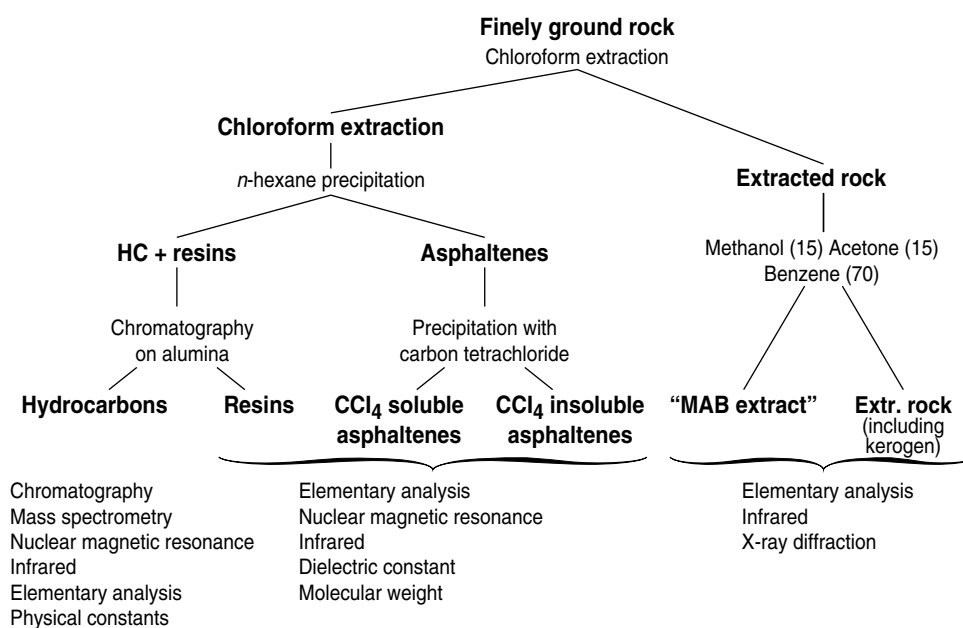 Finely ground rock
Chloroform extraction
Chloroform extraction
n-hexane precipitation
Extracted rock
HC + resins
Asphaltenes
Methanol (15) Acetone (15)
Benzene (70)
Chromatography
on alumina
Precipitation with
carbon tetrachloride
Hydrocarbons
Resins
CCl₄ soluble
asphaltenes
CCl₄ insoluble
asphaltenes
“MAB extract”
Extr. rock
(including
kerogen)
Chromatography
Mass spectrometry
Nuclear magnetic resonance
Infrared
Elementary analysis
Physical constants
Elementary analysis
Nuclear magnetic resonance
Infrared
Dielectric constant
Molecular weight
Elementary analysis
Infrared
X-ray diffraction